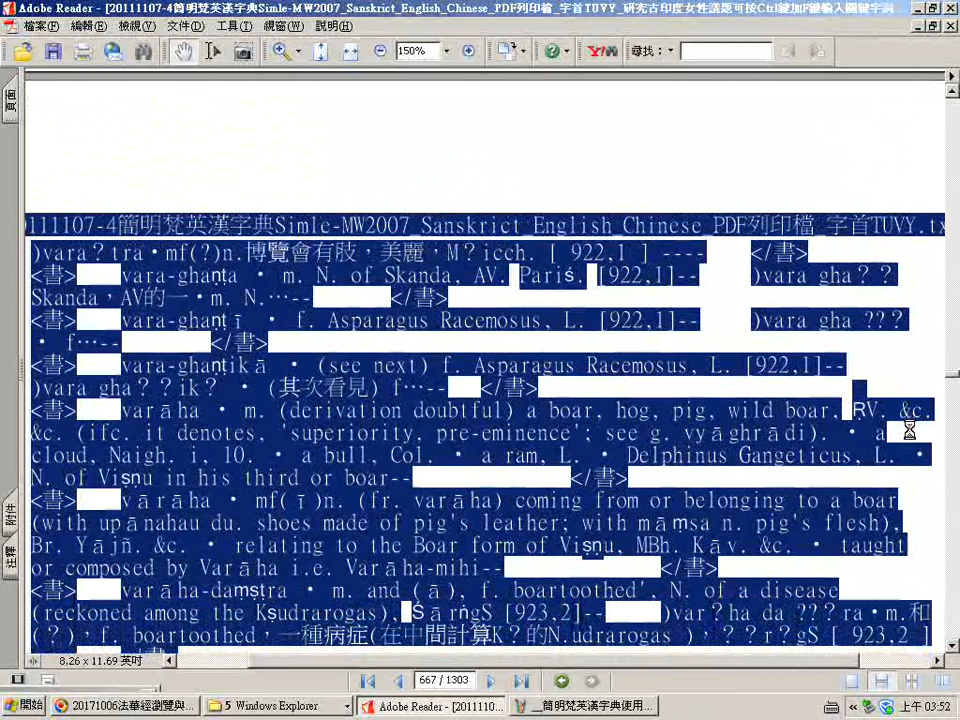 Adobe Reader - [20111107-4簡明梵英漢字典Simle-MW2007_Sanskrict_English_Chinese_PDF列印檔_字首TUVY_研究古印度女性議題可按Ctrl鍵加F鍵輸入關鍵字詞
檔案(F) 編輯(E) 檢視(V) 文件(D) 工具(T) 視窗(W) 說明(H)
150% Y! 尋找:
頁面
附件
註釋
111107-4簡明梵英漢字典Simle-MW2007_Sanskrict_English_Chinese_PDF列印檔_字首TUVY.tx
)vara?tra·mf(?)n.博覽會有肢,美麗,M?icch. [ 922,1 ] ---- </書>
<書> vara-ghaṇṭa · m. N. of Skanda, AV. Pariś. [922,1]-- )vara gha??
Skanda,AV的一·m. N.…-- </書>
<書> vara-ghaṇṭī · f. Asparagus Racemosus, L. [922,1]-- )vara gha ???
· f…-- </書>
<書> vara-ghaṇṭikā · (see next) f. Asparagus Racemosus, L. [922,1]--
)vara gha??ik? · (其次看見) f…-- </書>
<書> varāha · m. (derivation doubtful) a boar, hog, pig, wild boar, ṚV. &c.
&c. (ifc. it denotes, 'superiority, pre-eminence'; see g. vyāghrādi). · a
cloud, Naigh. i, 10. · a bull, Col. · a ram, L. · Delphinus Gangeticus, L. ·
N. of Viṣṇu in his third or boar-- </書>
<書> vārāha · mf(ī)n. (fr. varāha) coming from or belonging to a boar
(with upānahau du. shoes made of pig's leather; with māṃsa n. pig's flesh),
Br. Yājñ. &c. · relating to the Boar form of Viṣṇu, MBh. Kāv. &c. · taught
or composed by Varāha i.e. Varāha-mihi-- </書>
<書> varāha-daṃṣṭra · m. and (ā), f. boartoothed', N. of a disease
(reckoned among the Kṣudrarogas), ŚārṅgS [923,2]-- )var?ha da ???ra·m.和
(?), f. boartoothed,一種病症(在中間計算K?的N.udrarogas ),??r?gS [ 923,2 ]
8.26 x 11.69 英吋
667 / 1303
開始 20171006法華經瀏覽與... 5 Windows Explorer Adobe Reader - [2011110... __簡明梵英漢字典使用... 上午 03:52